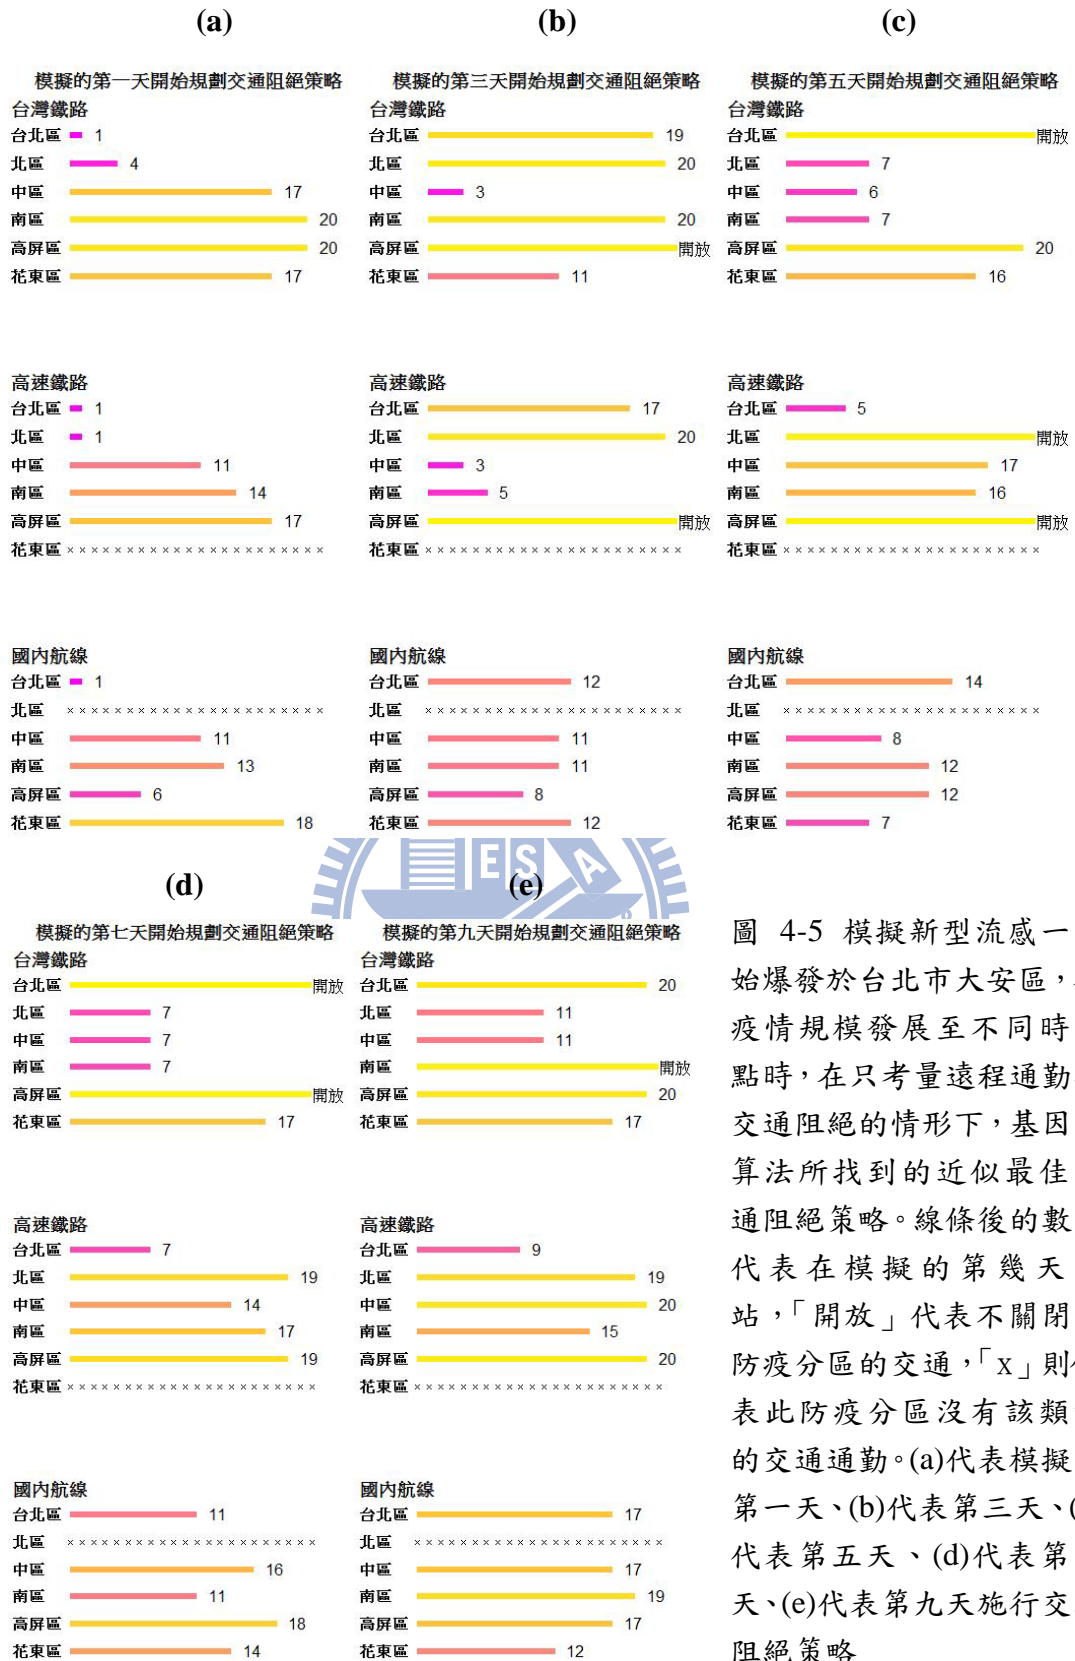 (a)
模擬的第一天開始規劃交通阻絕策略
台灣鐵路
台北區 1
北區 4
中區 17
南區 20
高屏區 20
花東區 17
高速鐵路
台北區 1
北區 1
中區 11
南區 14
高屏區 17
花東區 ××××××××××××××××××××××
國內航線
台北區 1
北區 ××××××××××××××××××××××
中區 11
南區 13
高屏區 6
花東區 18
(b)
模擬的第三天開始規劃交通阻絕策略
台灣鐵路
台北區 19
北區 20
中區 3
南區 20
高屏區 開放
花東區 11
高速鐵路
台北區 17
北區 20
中區 3
南區 5
高屏區 開放
花東區 ××××××××××××××××××××××
國內航線
台北區 12
北區 ××××××××××××××××××××××
中區 11
南區 11
高屏區 8
花東區 12
(c)
模擬的第五天開始規劃交通阻絕策略
台灣鐵路
台北區 開放
北區 7
中區 6
南區 7
高屏區 20
花東區 16
高速鐵路
台北區 5
北區 開放
中區 17
南區 16
高屏區 開放
花東區 ××××××××××××××××××××××
國內航線
台北區 14
北區 ××××××××××××××××××××××
中區 8
南區 12
高屏區 12
花東區 7
ESA
(d)
模擬的第七天開始規劃交通阻絕策略
台灣鐵路
台北區 開放
北區 7
中區 7
南區 7
高屏區 開放
花東區 17
高速鐵路
台北區 7
北區 19
中區 14
南區 17
高屏區 19
花東區 ××××××××××××××××××××××
國內航線
台北區 11
北區 ××××××××××××××××××××××
中區 16
南區 11
高屏區 18
花東區 14
(e)
模擬的第九天開始規劃交通阻絕策略
台灣鐵路
台北區 20
北區 11
中區 11
南區 開放
高屏區 20
花東區 17
高速鐵路
台北區 9
北區 19
中區 20
南區 15
高屏區 20
花東區 ××××××××××××××××××××××
國內航線
台北區 17
北區 ××××××××××××××××××××××
中區 17
南區 19
高屏區 17
花東區 12
圖 4-5 模擬新型流感一
始爆發於台北市大安區，
疫情規模發展至不同時
點時，在只考量遠程通勤
交通阻絕的情形下，基因
算法所找到的近似最佳
通阻絕策略。線條後的數
代表在模擬的第幾天
站，「開放」代表不關閉
防疫分區的交通，「x」則
表此防疫分區沒有該類
的交通通勤。(a)代表模擬
第一天、(b)代表第三天、(
代表第五天、(d)代表第
天、(e)代表第九天施行交
阻絕策略